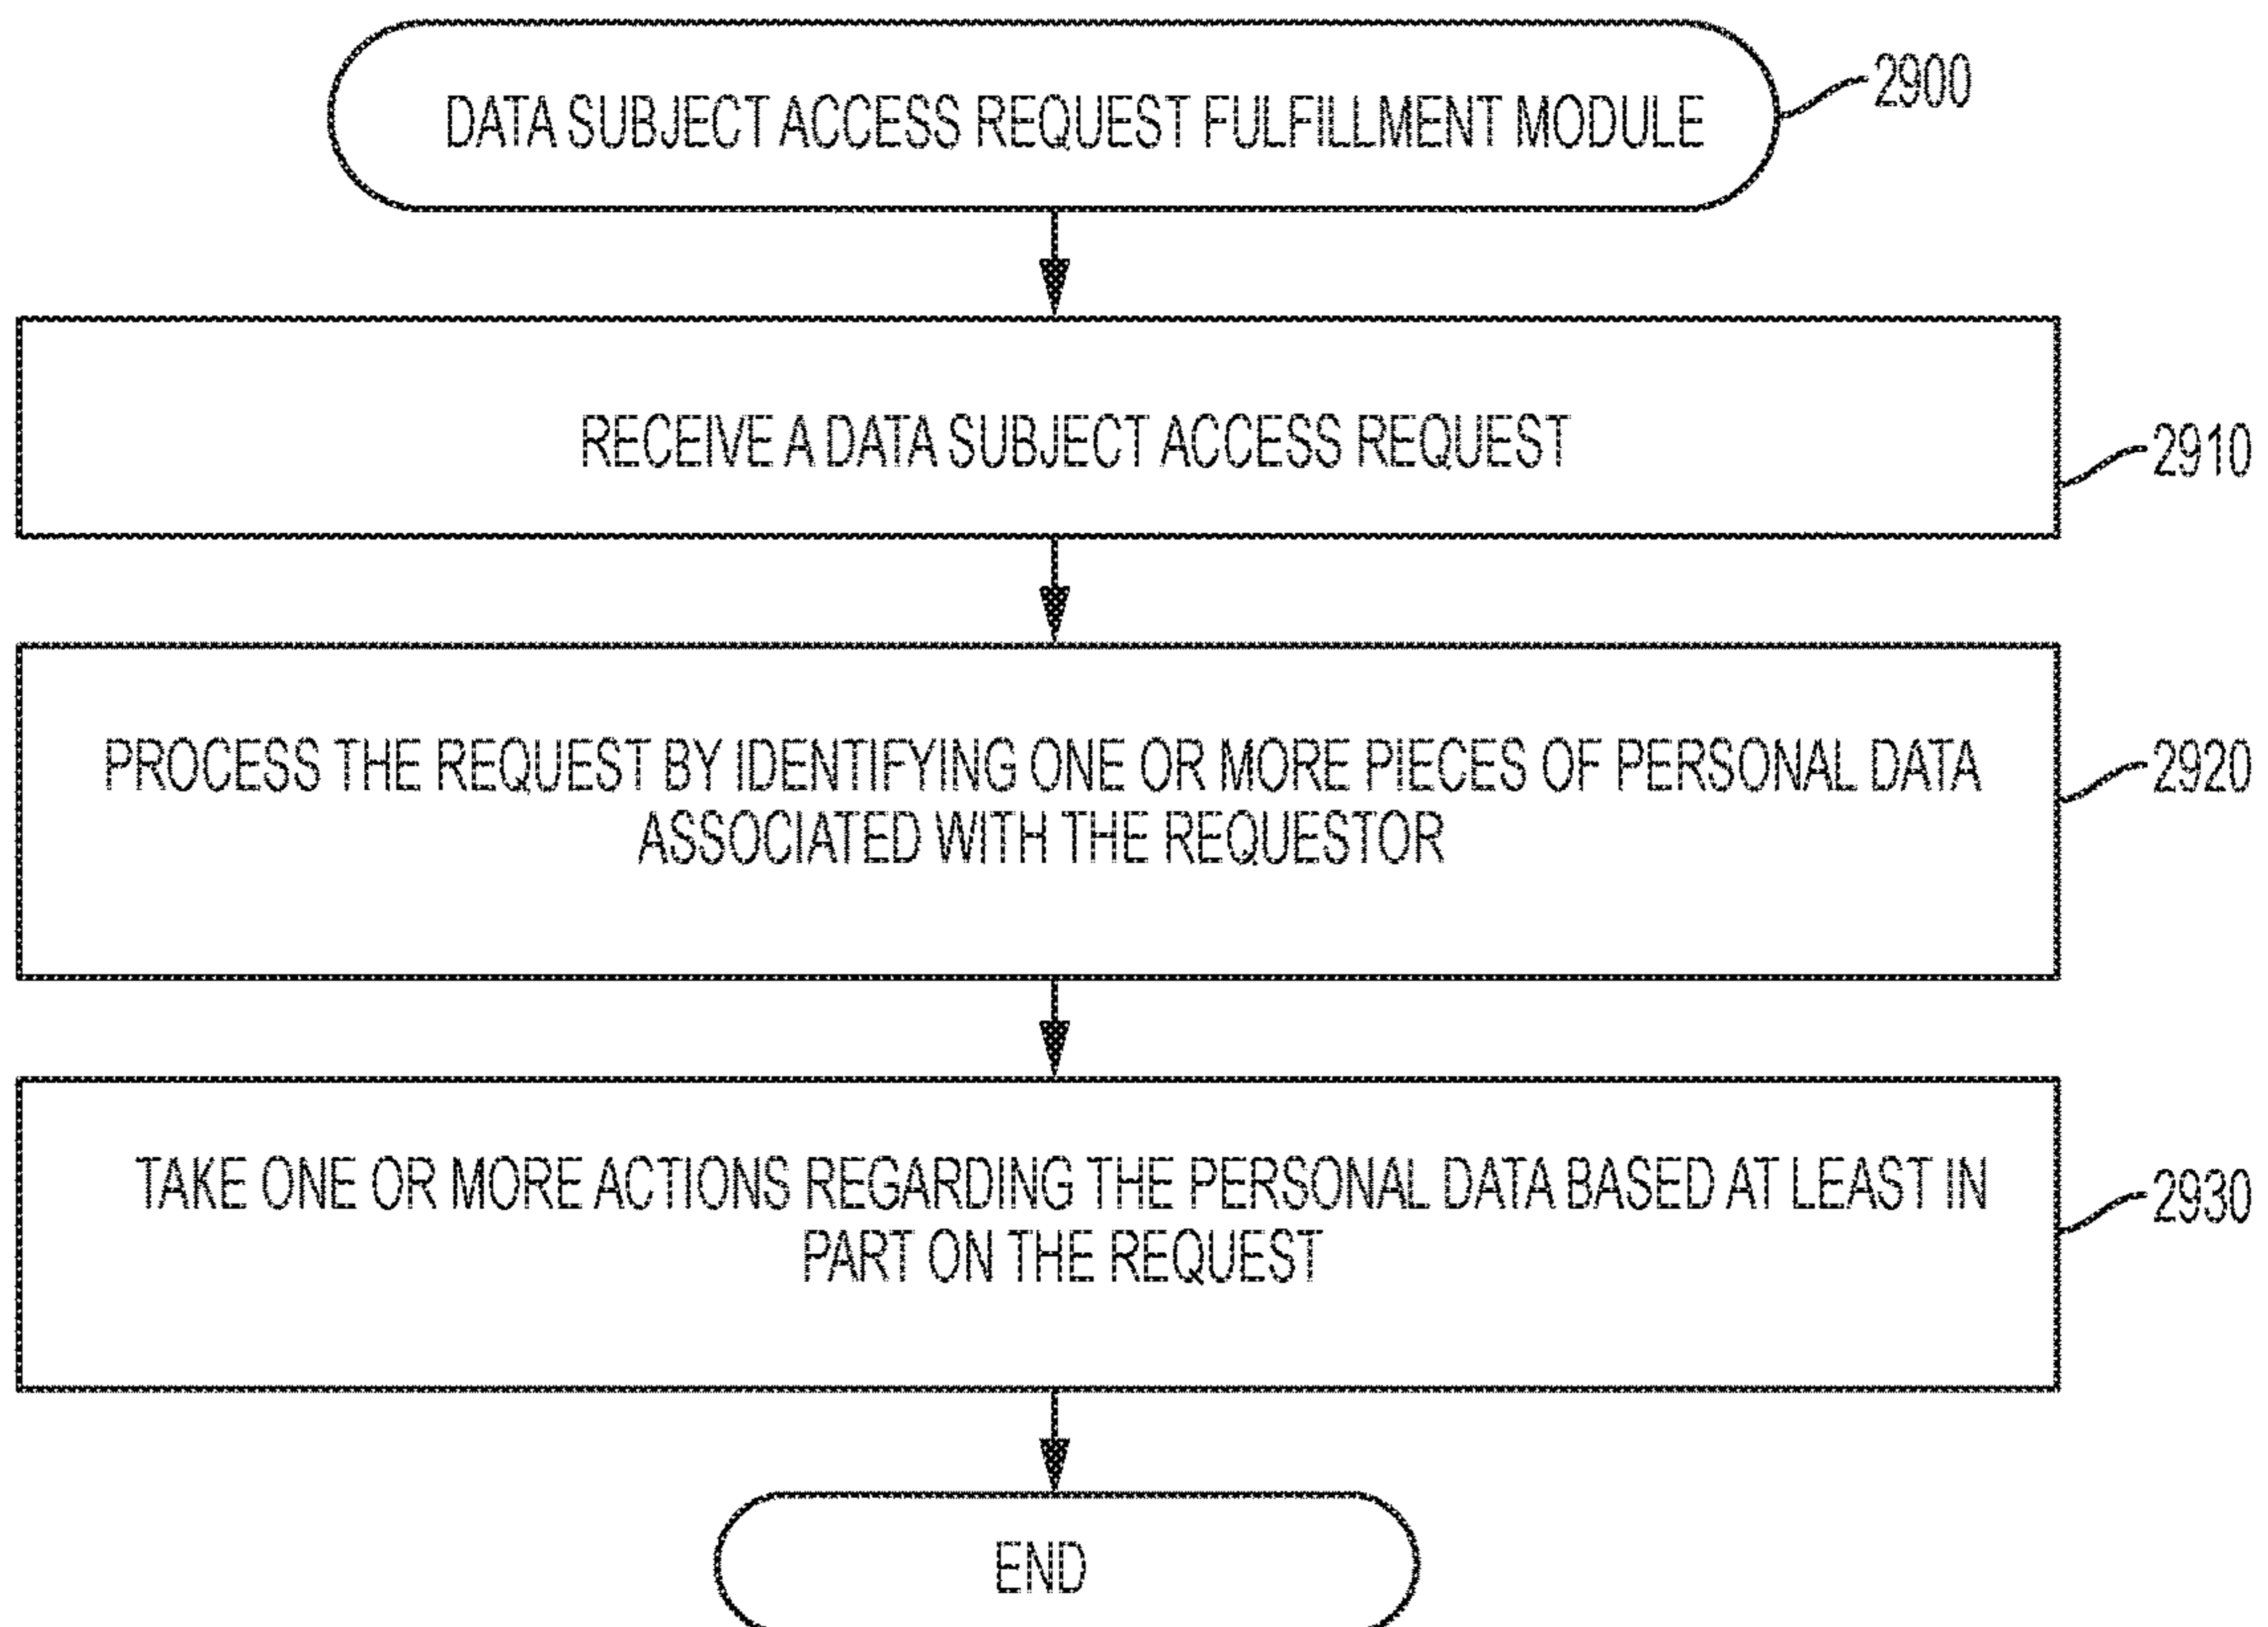 DATA SUBJECT ACCESS REQUEST FULFILLMENT MODULE
2900
RECEIVE A DATA SUBJECT ACCESS REQUEST
2910
PROCESS THE REQUEST BY IDENTIFYING ONE OR MORE PIECES OF PERSONAL DATA
ASSOCIATED WITH THE REQUESTOR
2920
TAKE ONE OR MORE ACTIONS REGARDING THE PERSONAL DATA BASED AT LEAST IN
PART ON THE REQUEST
2930
END